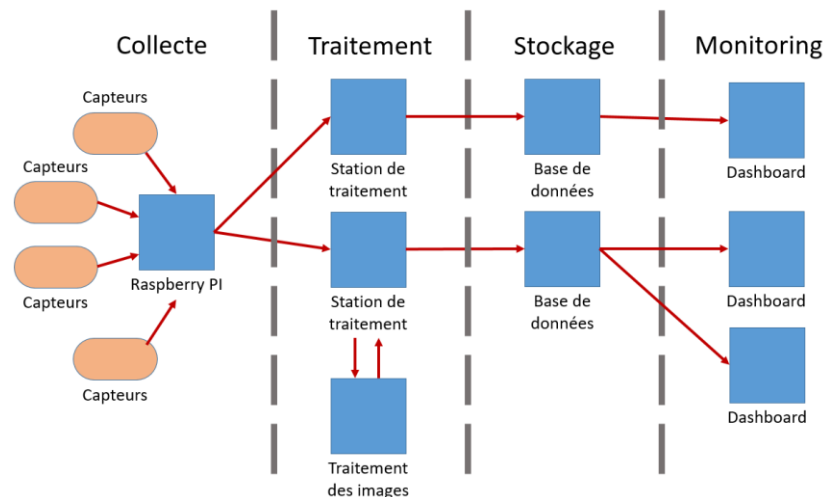 Collecte
Traitement
Stockage
Monitoring
Capteurs
Capteurs
Capteurs
Capteurs
Raspberry PI
Station de
traitement
Station de
traitement
Traitement
des images
Base de
données
Base de
données
Dashboard
Dashboard
Dashboard